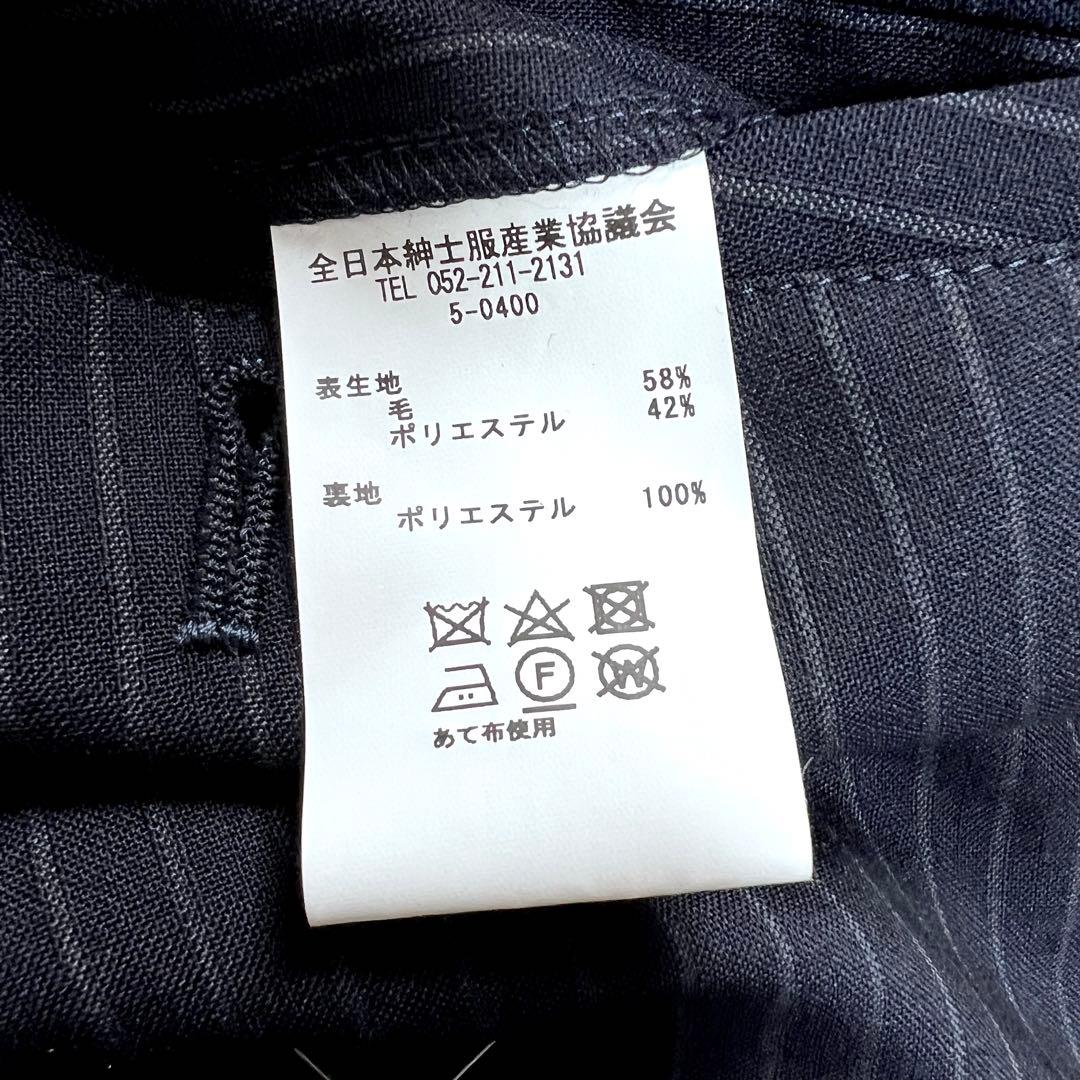 全日本紳士服産業協議会
TEL 052-211-2131
5-0400
表生地
毛 58%
ポリエステル 42%
裏地
ポリエステル 100%
F W
あて布使用